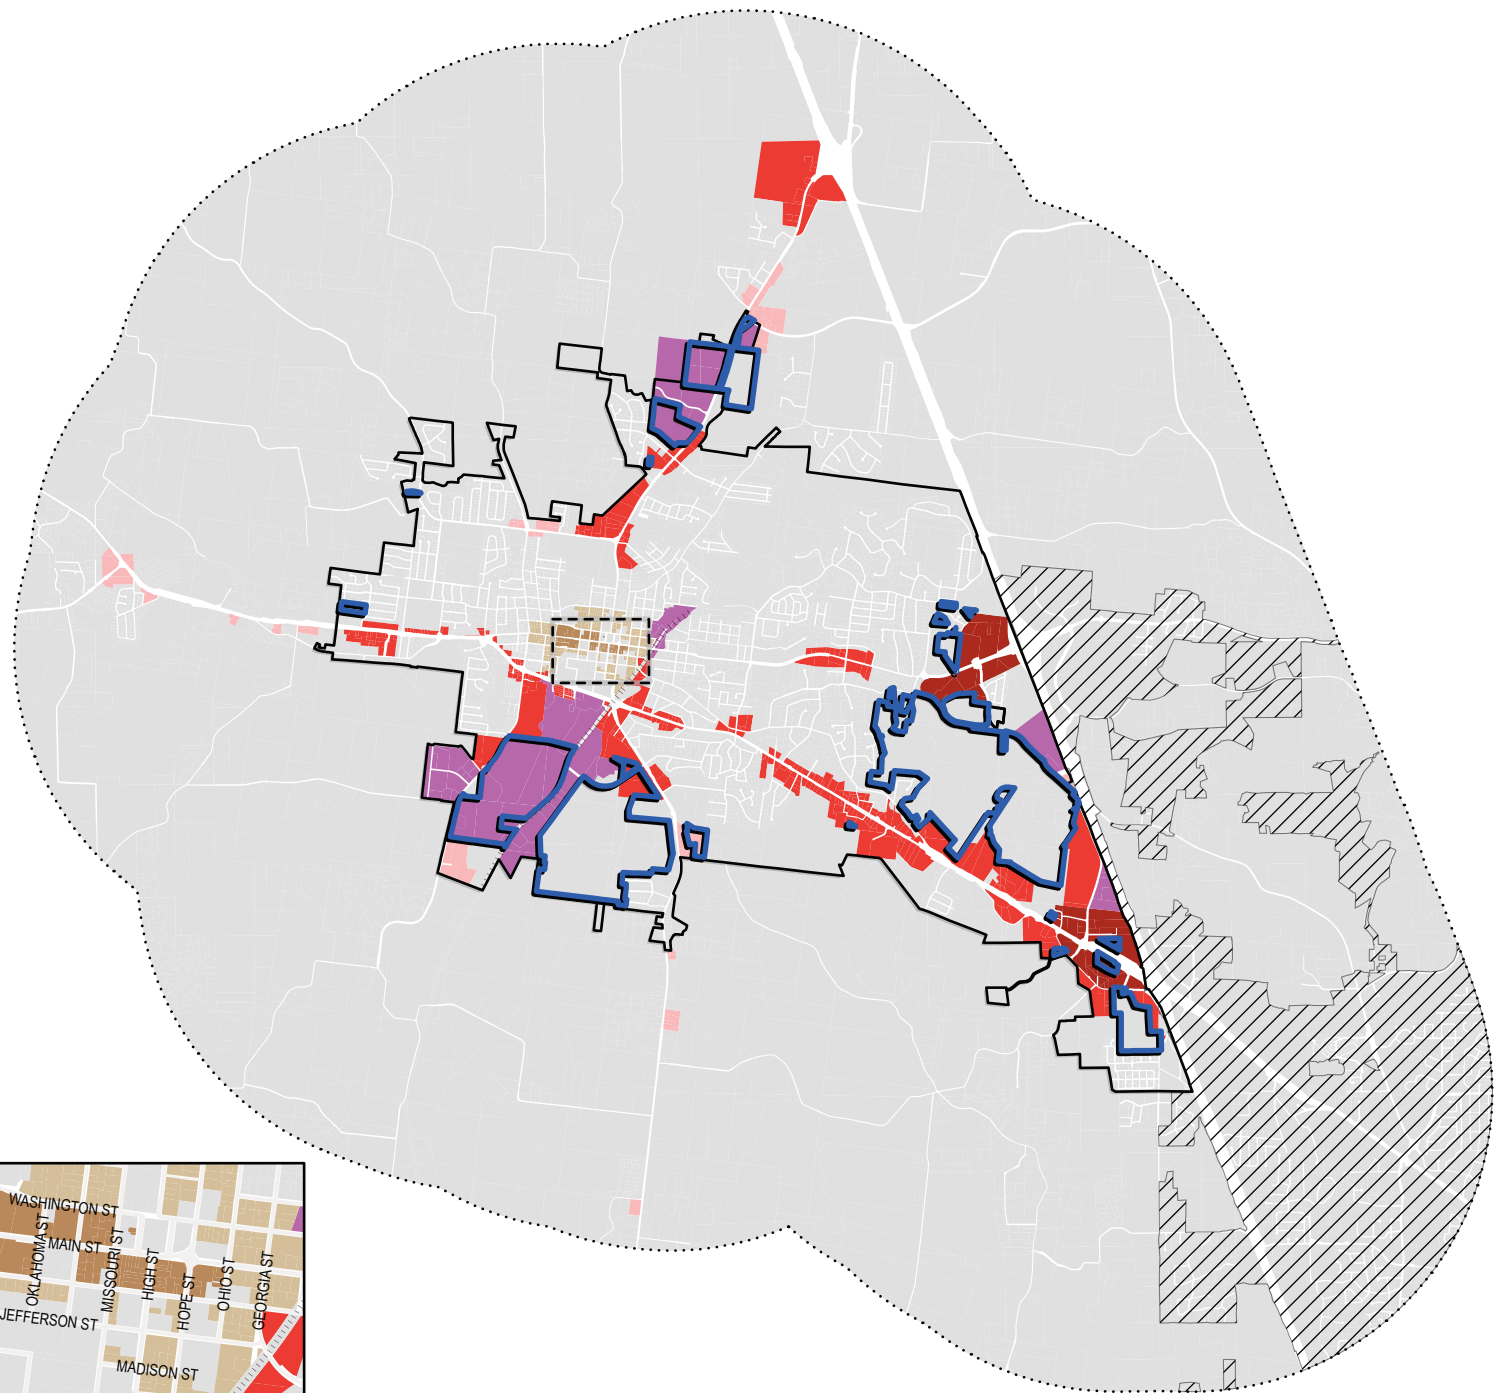 WASHINGTON ST
MAIN ST
OKLAHOMA ST
MISSOURI ST
HIGH ST
HOPE ST
OHIO ST
GEORGIA ST
JEFFERSON ST
MADISON ST